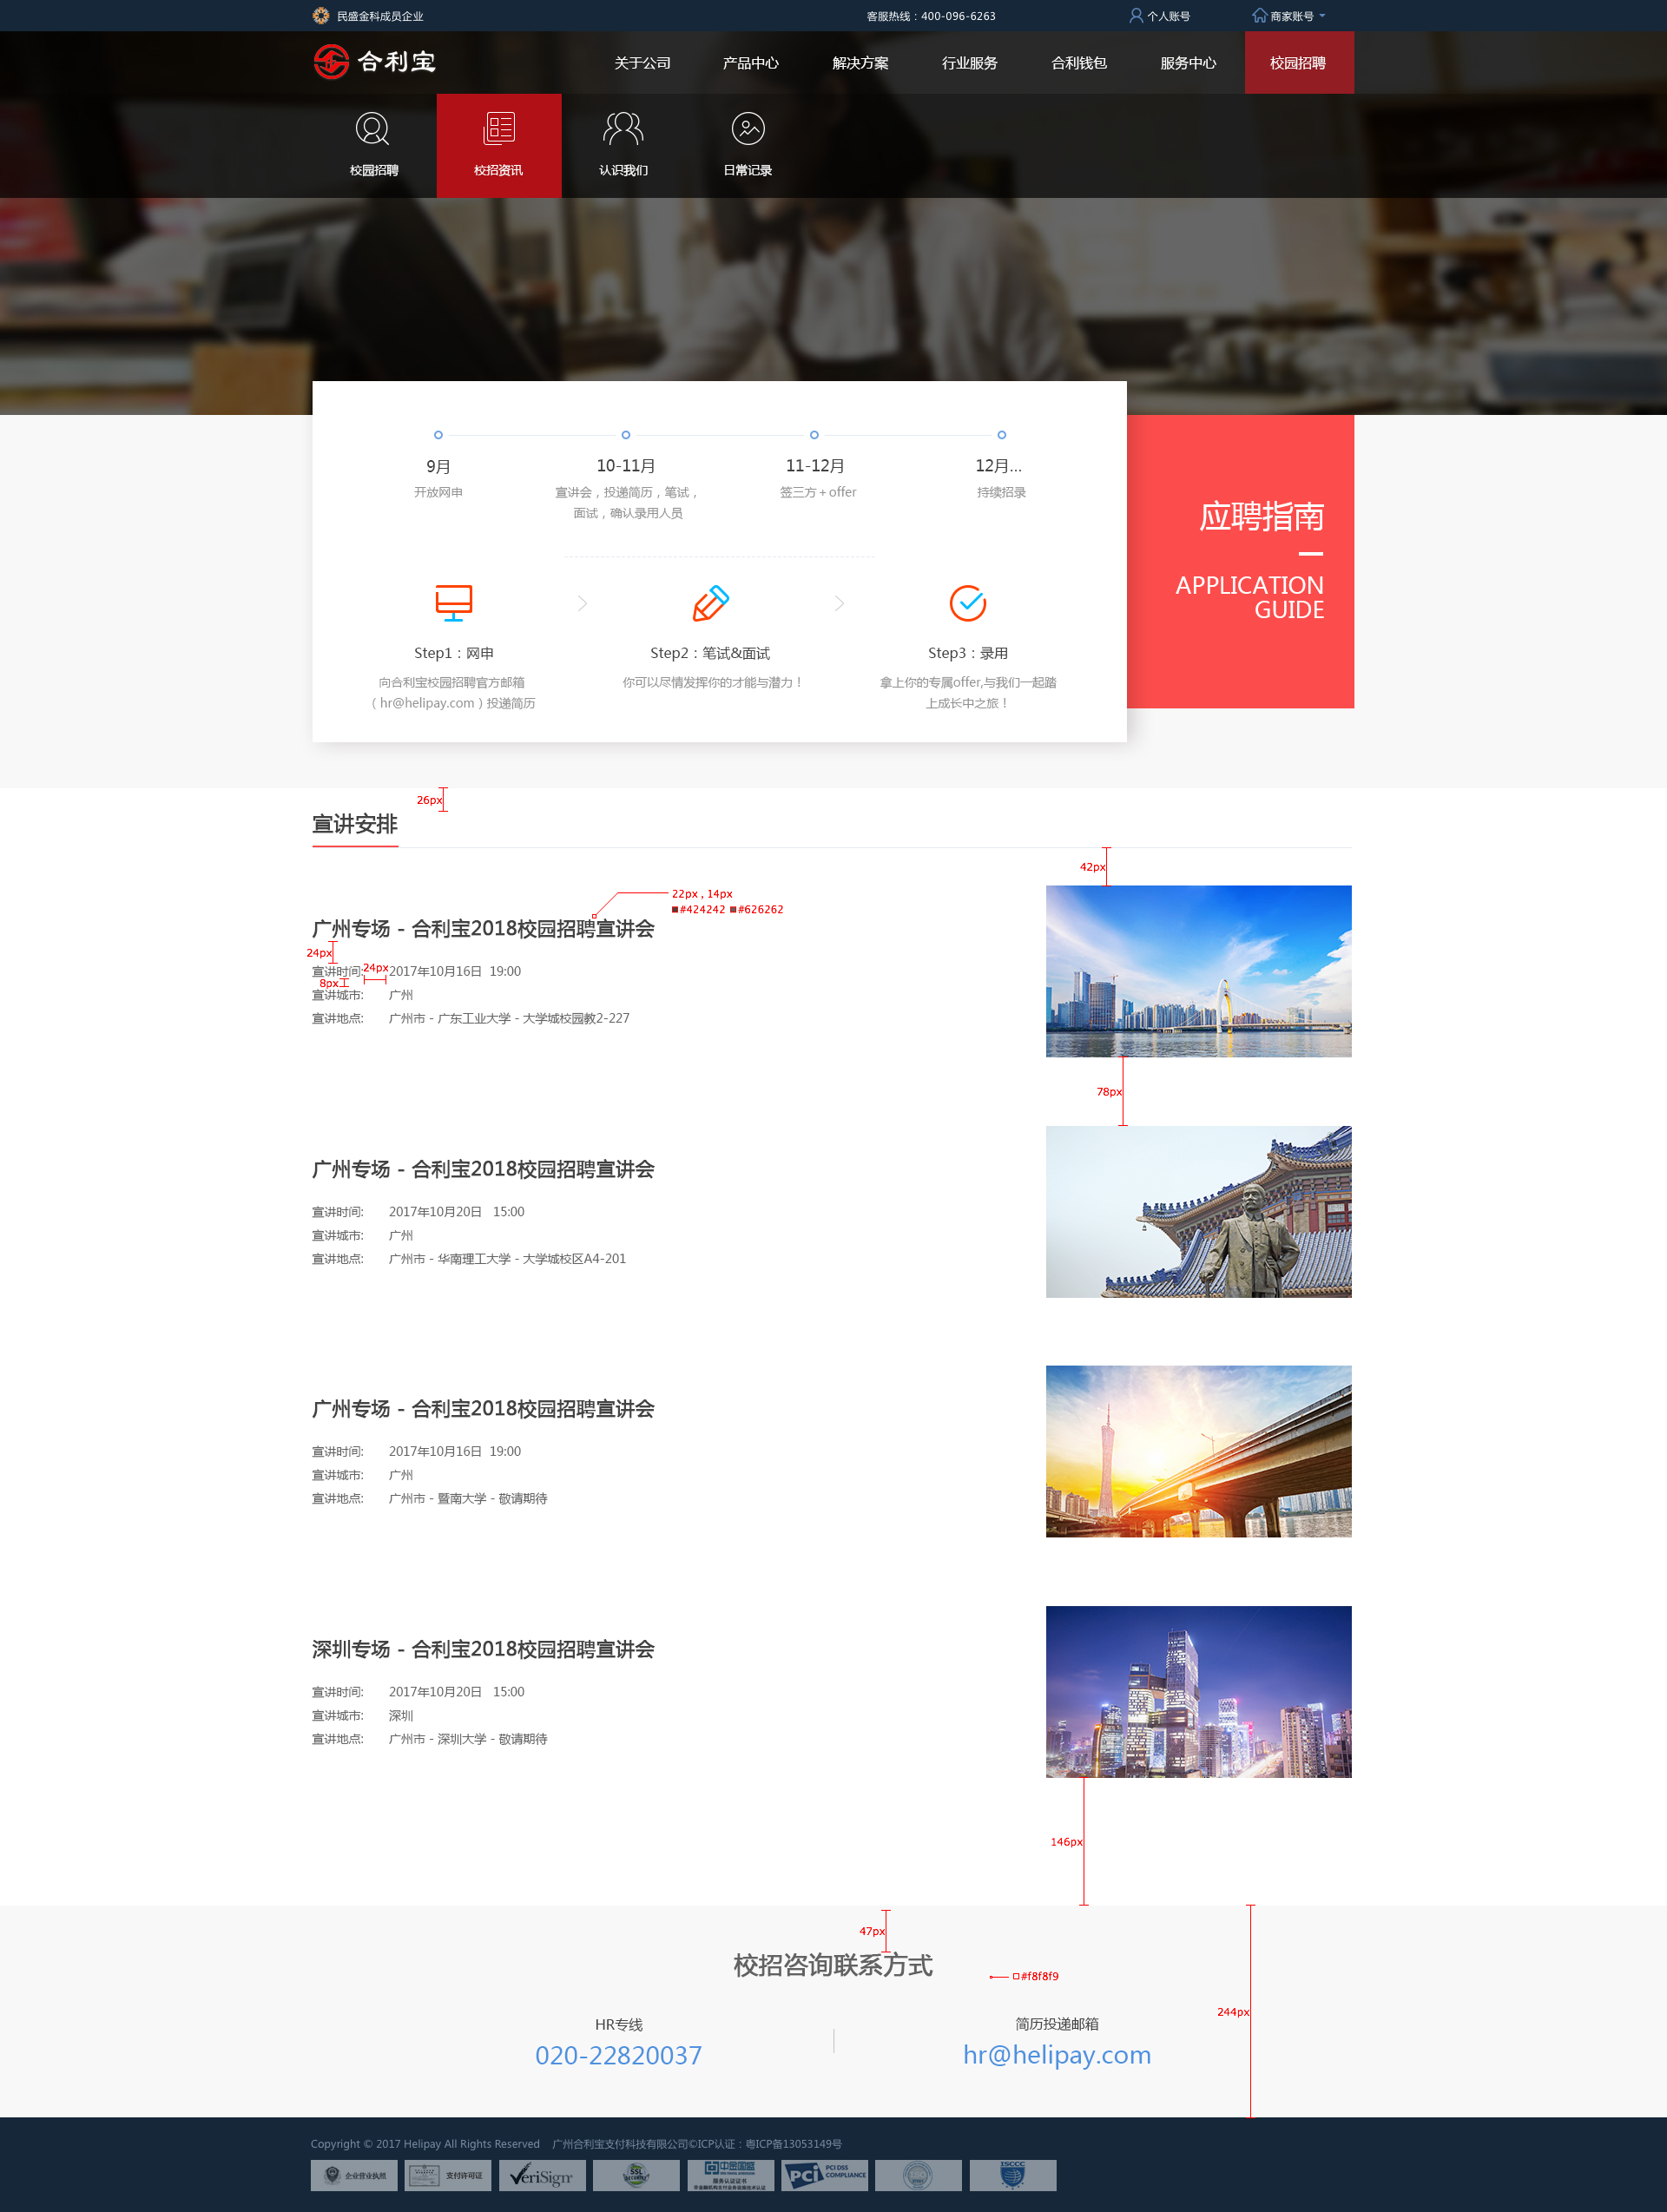 民盛金科成员企业
客服热线：400-096-6263
个人账号
商家账号
合利宝
关于公司
产品中心
解决方案
行业服务
合利钱包
服务中心
校园招聘
校园招聘
校招资讯
认识我们
日常记录
9月
10-11月
11-12月
12月...
开放网申
宣讲会，投递简历，笔试，
面试，确认录用人员
签三方＋offer
持续招录
应聘指南
APPLICATION
GUIDE
Step1：网申
Step2：笔试&面试
Step3：录用
向合利宝校园招聘官方邮箱
（hr@helipay.com）投递简历
你可以尽情发挥你的才能与潜力！
拿上你的专属offer,与我们一起踏
上成长中之旅！
26px
宣讲安排
42px
22px , 14px
#424242 #626262
广州专场 - 合利宝2018校园招聘宣讲会
24px
24px
宣讲时间: 2017年10月16日 19:00
8px
宣讲城市: 广州
宣讲地点: 广州市 - 广东工业大学 - 大学城校园教2-227
78px
广州专场 - 合利宝2018校园招聘宣讲会
宣讲时间: 2017年10月20日 15:00
宣讲城市: 广州
宣讲地点: 广州市 - 华南理工大学 - 大学城校区A4-201
广州专场 - 合利宝2018校园招聘宣讲会
宣讲时间: 2017年10月16日 19:00
宣讲城市: 广州
宣讲地点: 广州市 - 暨南大学 - 敬请期待
深圳专场 - 合利宝2018校园招聘宣讲会
宣讲时间: 2017年10月20日 15:00
宣讲城市: 深圳
宣讲地点: 广州市 - 深圳大学 - 敬请期待
146px
47px
校招咨询联系方式
#f8f8f9
244px
HR专线
020-22820037
简历投递邮箱
hr@helipay.com
Copyright © 2017 Helipay All Rights Reserved 广州合利宝支付科技有限公司©ICP认证：粤ICP备13053149号
企业营业执照
支付许可证
VeriSign
SSL
中金国盛
PCI PCI DSS
COMPLIANCE
ISCCC